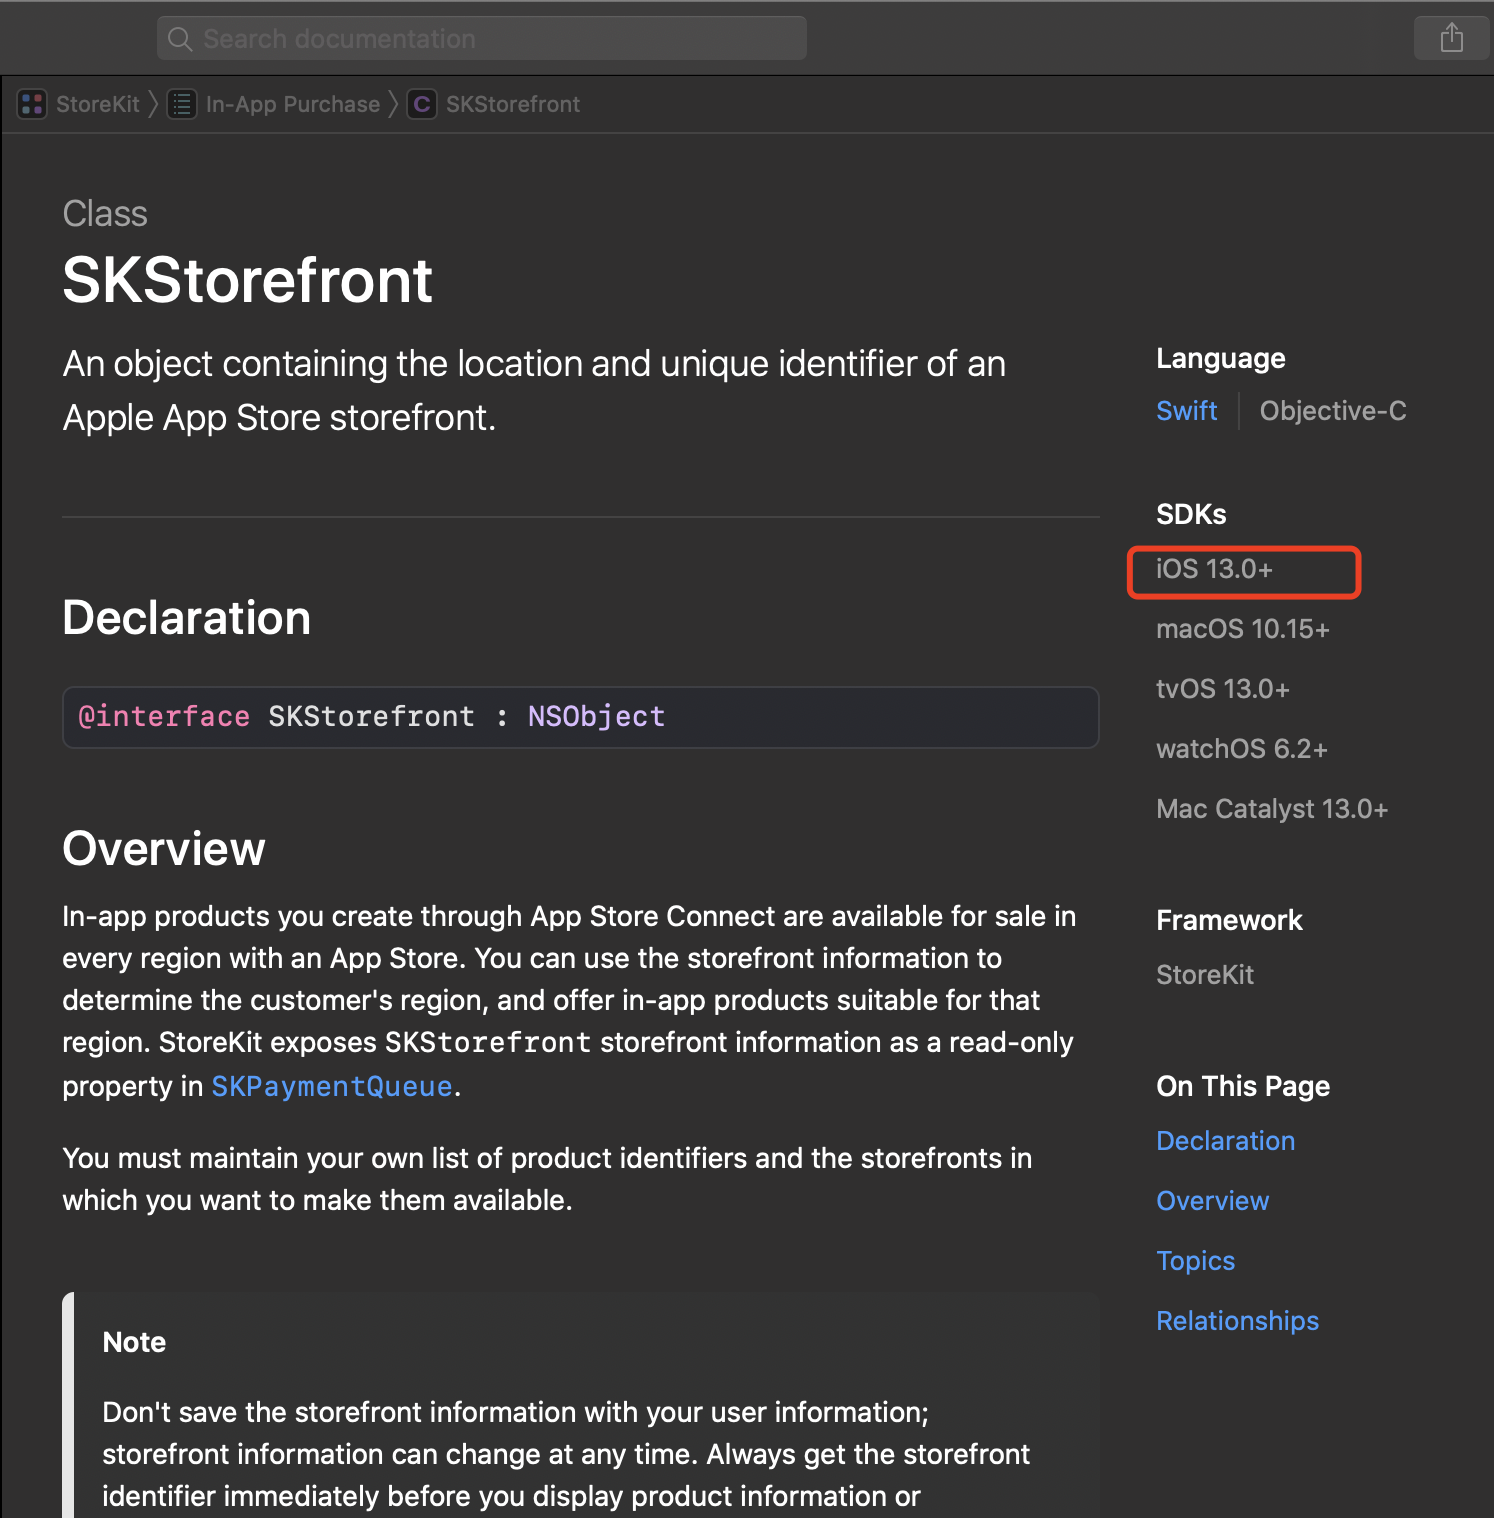 Search documentation
StoreKit
In-App Purchase
C
SKStorefront
Class
SKStorefront
An object containing the location and unique identifier of an
Apple App Store storefront.
Declaration
@interface SKStorefront : NSObject
Overview
In-app products you create through App Store Connect are available for sale in
every region with an App Store. You can use the storefront information to
determine the customer's region, and offer in-app products suitable for that
region. StoreKit exposes SKStorefront storefront information as a read-only
property in SKPaymentQueue.
You must maintain your own list of product identifiers and the storefronts in
which you want to make them available.
Note
Don't save the storefront information with your user information;
storefront information can change at any time. Always get the storefront
identifier immediately before you display product information or
Language
Swift
Objective-C
SDKs
iOS 13.0+
macOS 10.15+
tvOS 13.0+
watchOS 6.2+
Mac Catalyst 13.0+
Framework
StoreKit
On This Page
Declaration
Overview
Topics
Relationships